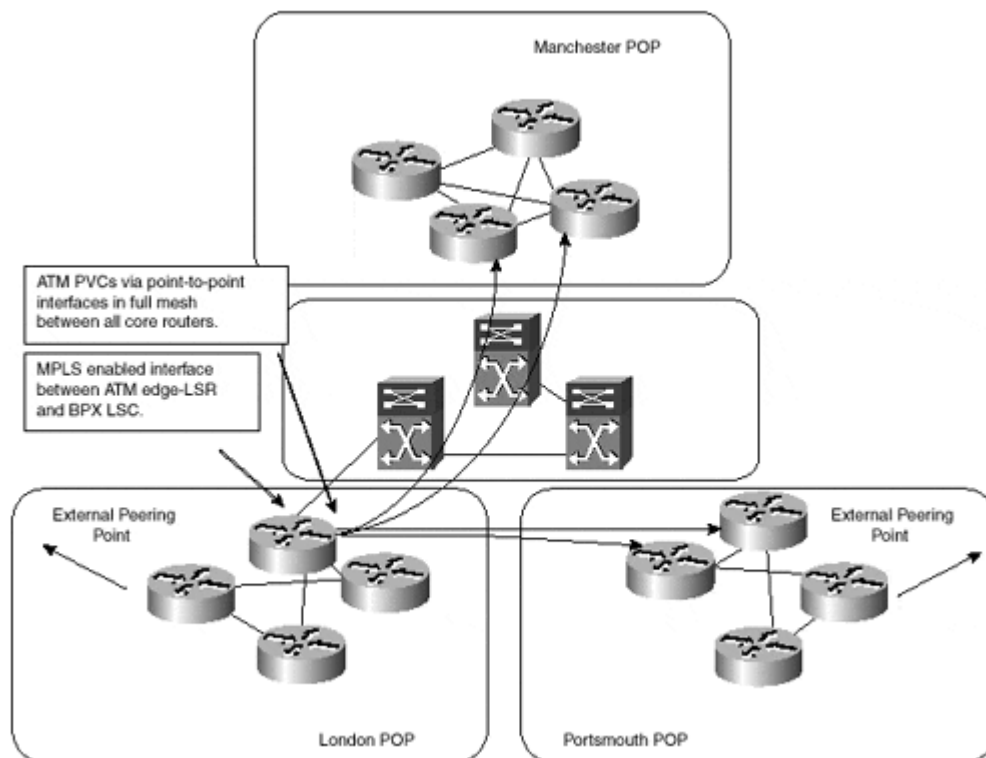 Manchester POP
ATM PVCs via point-to-point
interfaces in full mesh
between all core routers.
MPLS enabled interface
between ATM edge-LSR
and BPX LSC.
External Peering
Point
External Peering
Point
London POP
Portsmouth POP